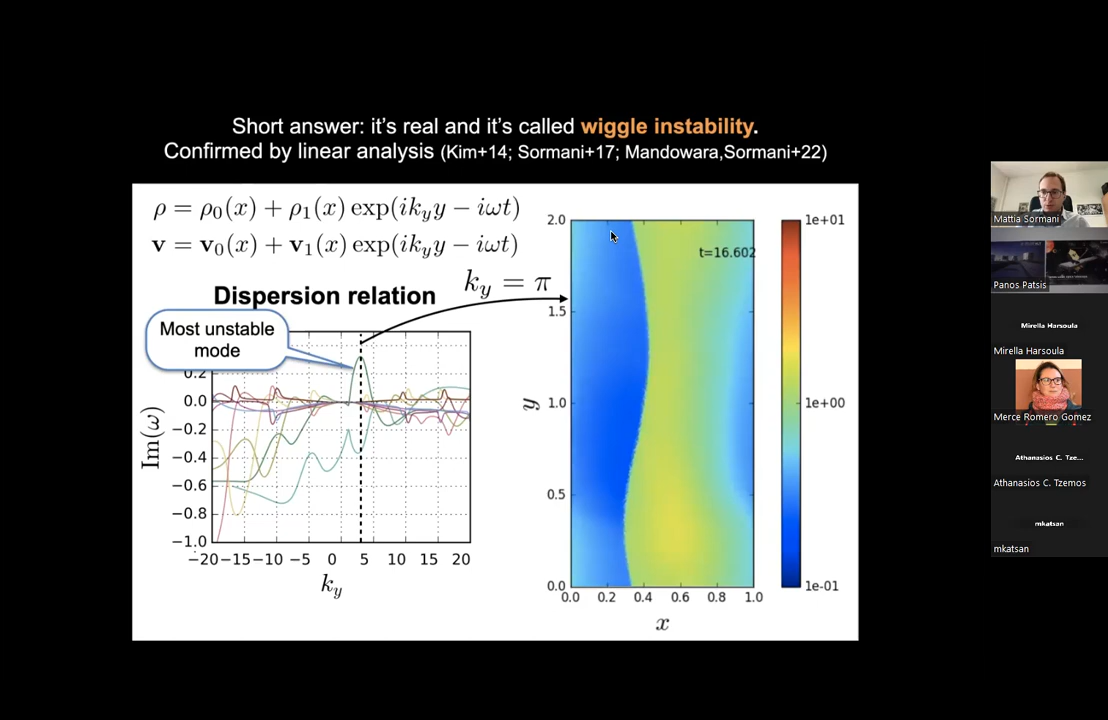 Short answer: it's real and it's called wiggle instability.
Confirmed by linear analysis (Kim+14; Sormani+17; Mandowara,Sormani+22)
ρ = ρ₀(x) + ρ₁(x) exp(ik_y y − iωt)
v = v₀(x) + v₁(x) exp(ik_y y − iωt)
k_y = π
Dispersion relation
Most unstable
mode
0.2
0.0
−0.2
−0.4
−0.6
−0.8
−1.0
Im(ω)
−20 −15 −10 −5 0 5 10 15 20
k_y
t=16.602
2.0
1.5
1.0
0.5
0.0
y
0.0 0.2 0.4 0.6 0.8 1.0
x
1e+01
1e+00
1e-01
Mattia Sormani
Panos Patsis
Mirella Harsoula
Mirella Harsoula
Merce Romero Gomez
Athanasios C. Tze...
Athanasios C. Tzemos
mkatsan
mkatsan